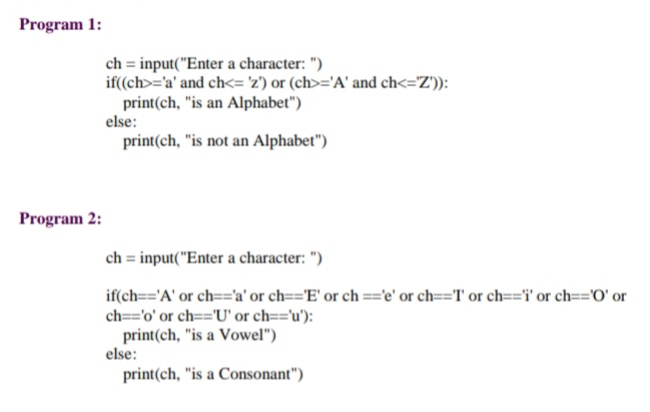 Program 1:
ch = input("Enter a character: ")
if((ch>='a' and ch<= 'z') or (ch>='A' and ch<='Z')):
print(ch, "is an Alphabet")
else:
print(ch, "is not an Alphabet")
Program 2:
ch = input("Enter a character: ")
if(ch=='A' or ch=='a' or ch=='E' or ch =='e' or ch=='I' or ch=='i' or ch=='O' or
ch=='o' or ch=='U' or ch=='u'):
print(ch, "is a Vowel")
else:
print(ch, "is a Consonant")